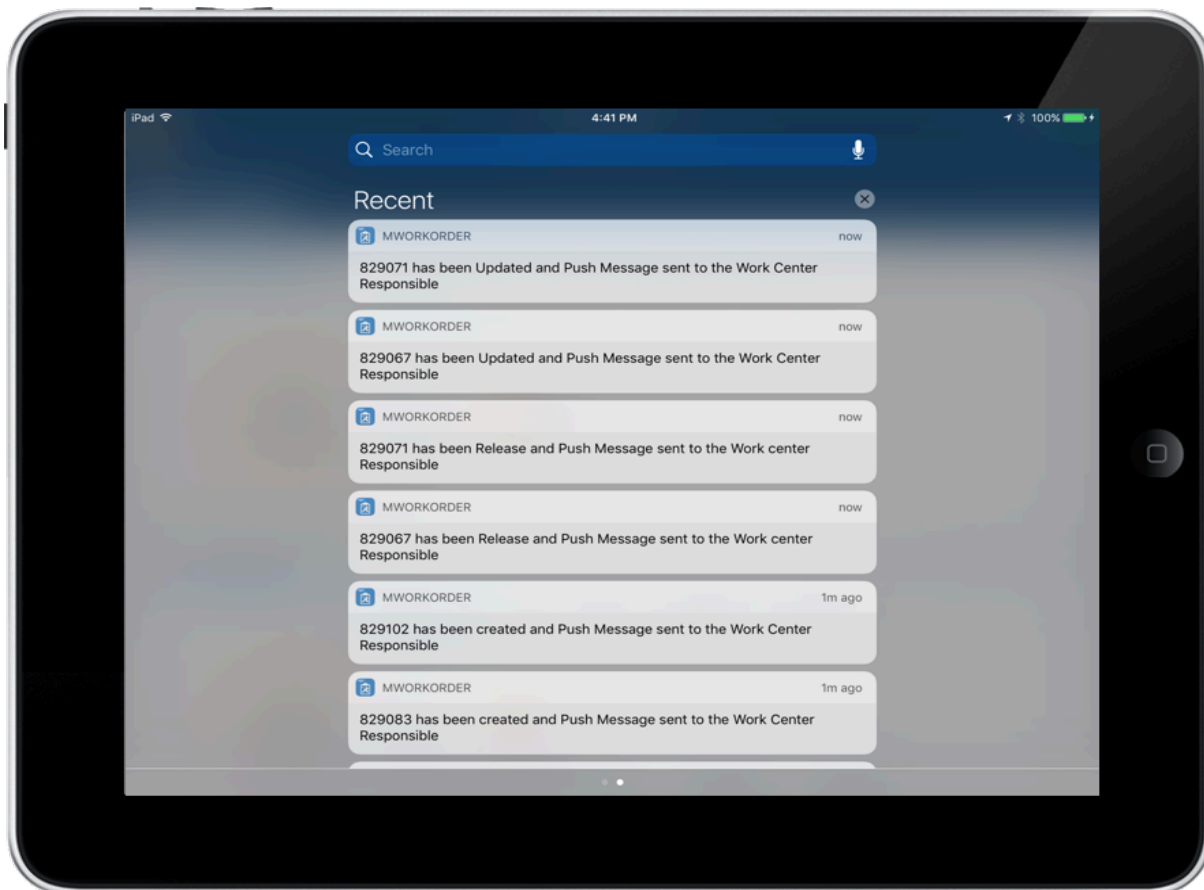 iPad 4:41 PM 100%
Search
Recent
MWORKORDER now
829071 has been Updated and Push Message sent to the Work Center
Responsible
MWORKORDER now
829067 has been Updated and Push Message sent to the Work Center
Responsible
MWORKORDER now
829071 has been Release and Push Message sent to the Work center
Responsible
MWORKORDER now
829067 has been Release and Push Message sent to the Work center
Responsible
MWORKORDER 1m ago
829102 has been created and Push Message sent to the Work Center
Responsible
MWORKORDER 1m ago
829083 has been created and Push Message sent to the Work Center
Responsible